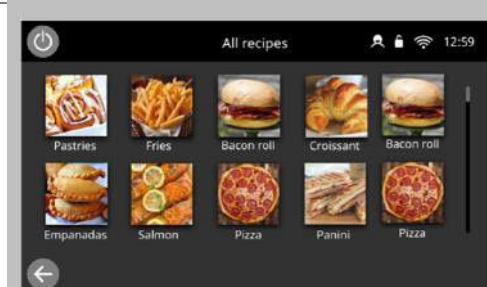 All recipes 12:59
Pastries Fries Bacon roll Croissant Bacon roll
Empanadas Salmon Pizza Panini Pizza